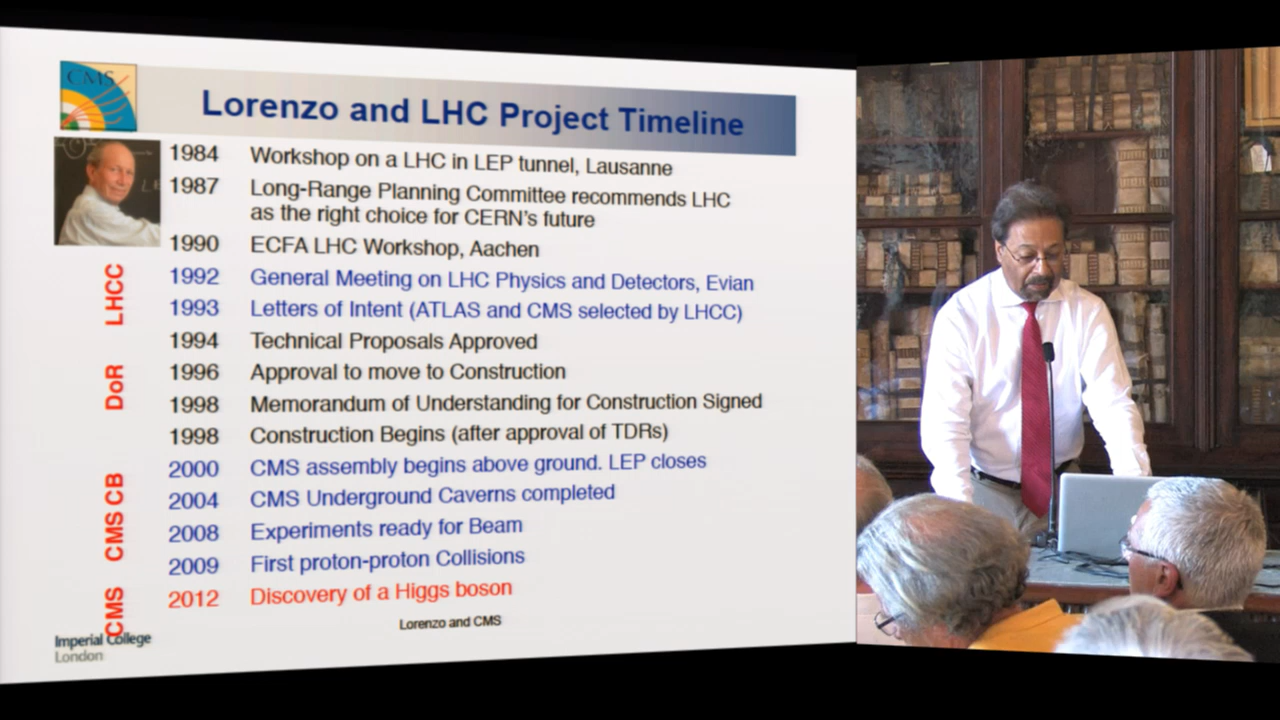 CMS
Lorenzo and LHC Project Timeline
1984 Workshop on a LHC in LEP tunnel, Lausanne
1987 Long-Range Planning Committee recommends LHC
as the right choice for CERN's future
1990 ECFA LHC Workshop, Aachen
1992 General Meeting on LHC Physics and Detectors, Evian
1993 Letters of Intent (ATLAS and CMS selected by LHCC)
1994 Technical Proposals Approved
1996 Approval to move to Construction
1998 Memorandum of Understanding for Construction Signed
1998 Construction Begins (after approval of TDRs)
2000 CMS assembly begins above ground. LEP closes
2004 CMS Underground Caverns completed
2008 Experiments ready for Beam
2009 First proton-proton Collisions
2012 Discovery of a Higgs boson
LHCC
DoR
CMS CB
CMS
Lorenzo and CMS
Imperial College
London